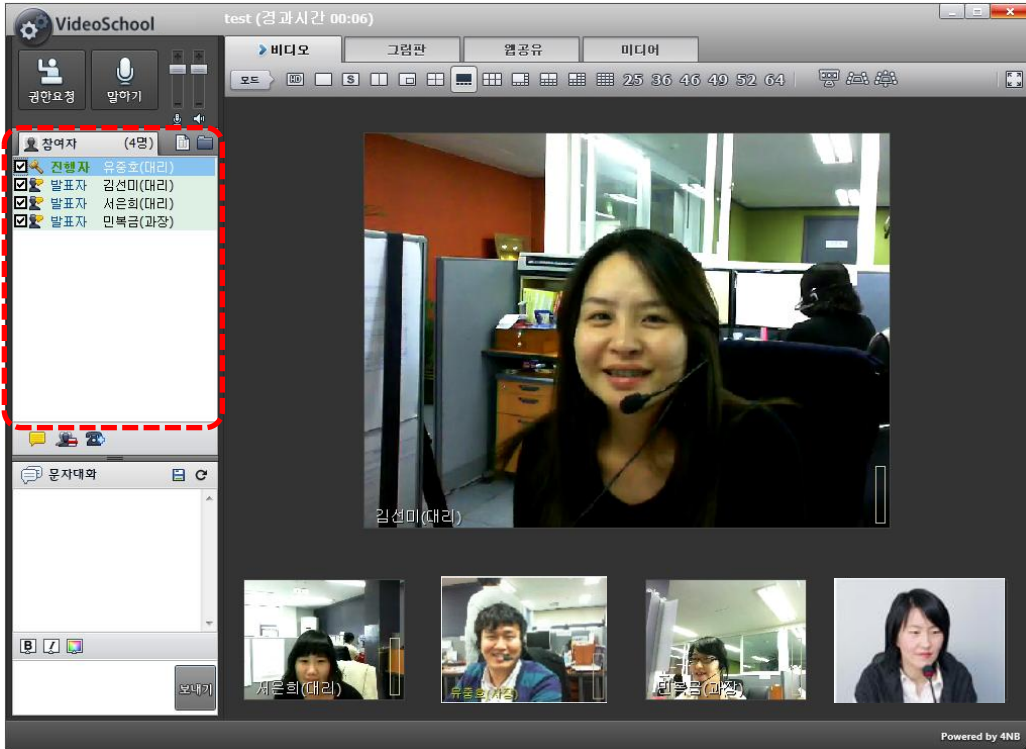 VideoSchool
test (경과시간 00:06)
비디오
그림판
웹공유
미디어
권한요청
말하기
모드
HD
S
25 36 46 49 52 64
참여자 (4명)
진행자 유중호(대리)
발표자 김선미(대리)
발표자 서은희(대리)
발표자 민복금(과장)
김선미(대리)
문자대화
B I
보내기
서은희(대리)
민복금(과장)
Powered by 4NB